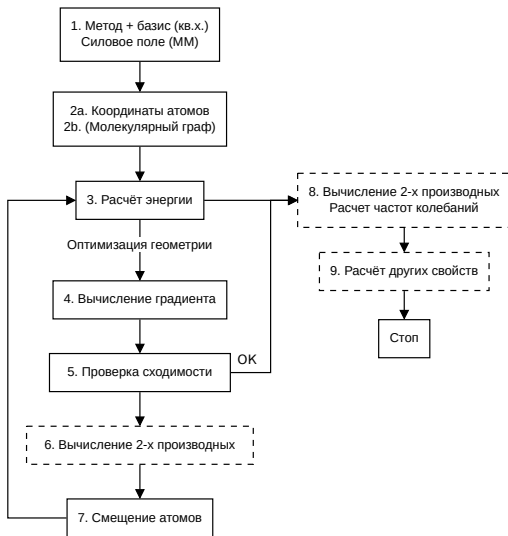 1. Метод + базис (кв.х.)
Силовое поле (ММ)
2a. Координаты атомов
2b. (Молекулярный граф)
3. Расчёт энергии
Оптимизация геометрии
4. Вычисление градиента
5. Проверка сходимости
OK
6. Вычисление 2-х производных
7. Смещение атомов
8. Вычисление 2-х производных
Расчет частот колебаний
9. Расчёт других свойств
Стоп